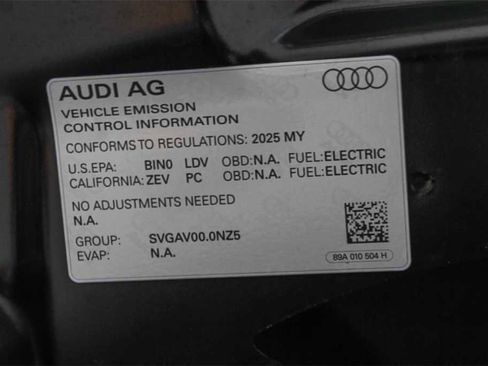 AUDI AG
VEHICLE EMISSION
CONTROL INFORMATION
CONFORMS TO REGULATIONS: 2025 MY
U.S.EPA: BIN0 LDV OBD:N.A. FUEL:ELECTRIC
CALIFORNIA: ZEV PC OBD:N.A. FUEL:ELECTRIC
NO ADJUSTMENTS NEEDED
N.A.
GROUP: SVGAV00.0NZ5
EVAP: N.A.
89A 010 504 H